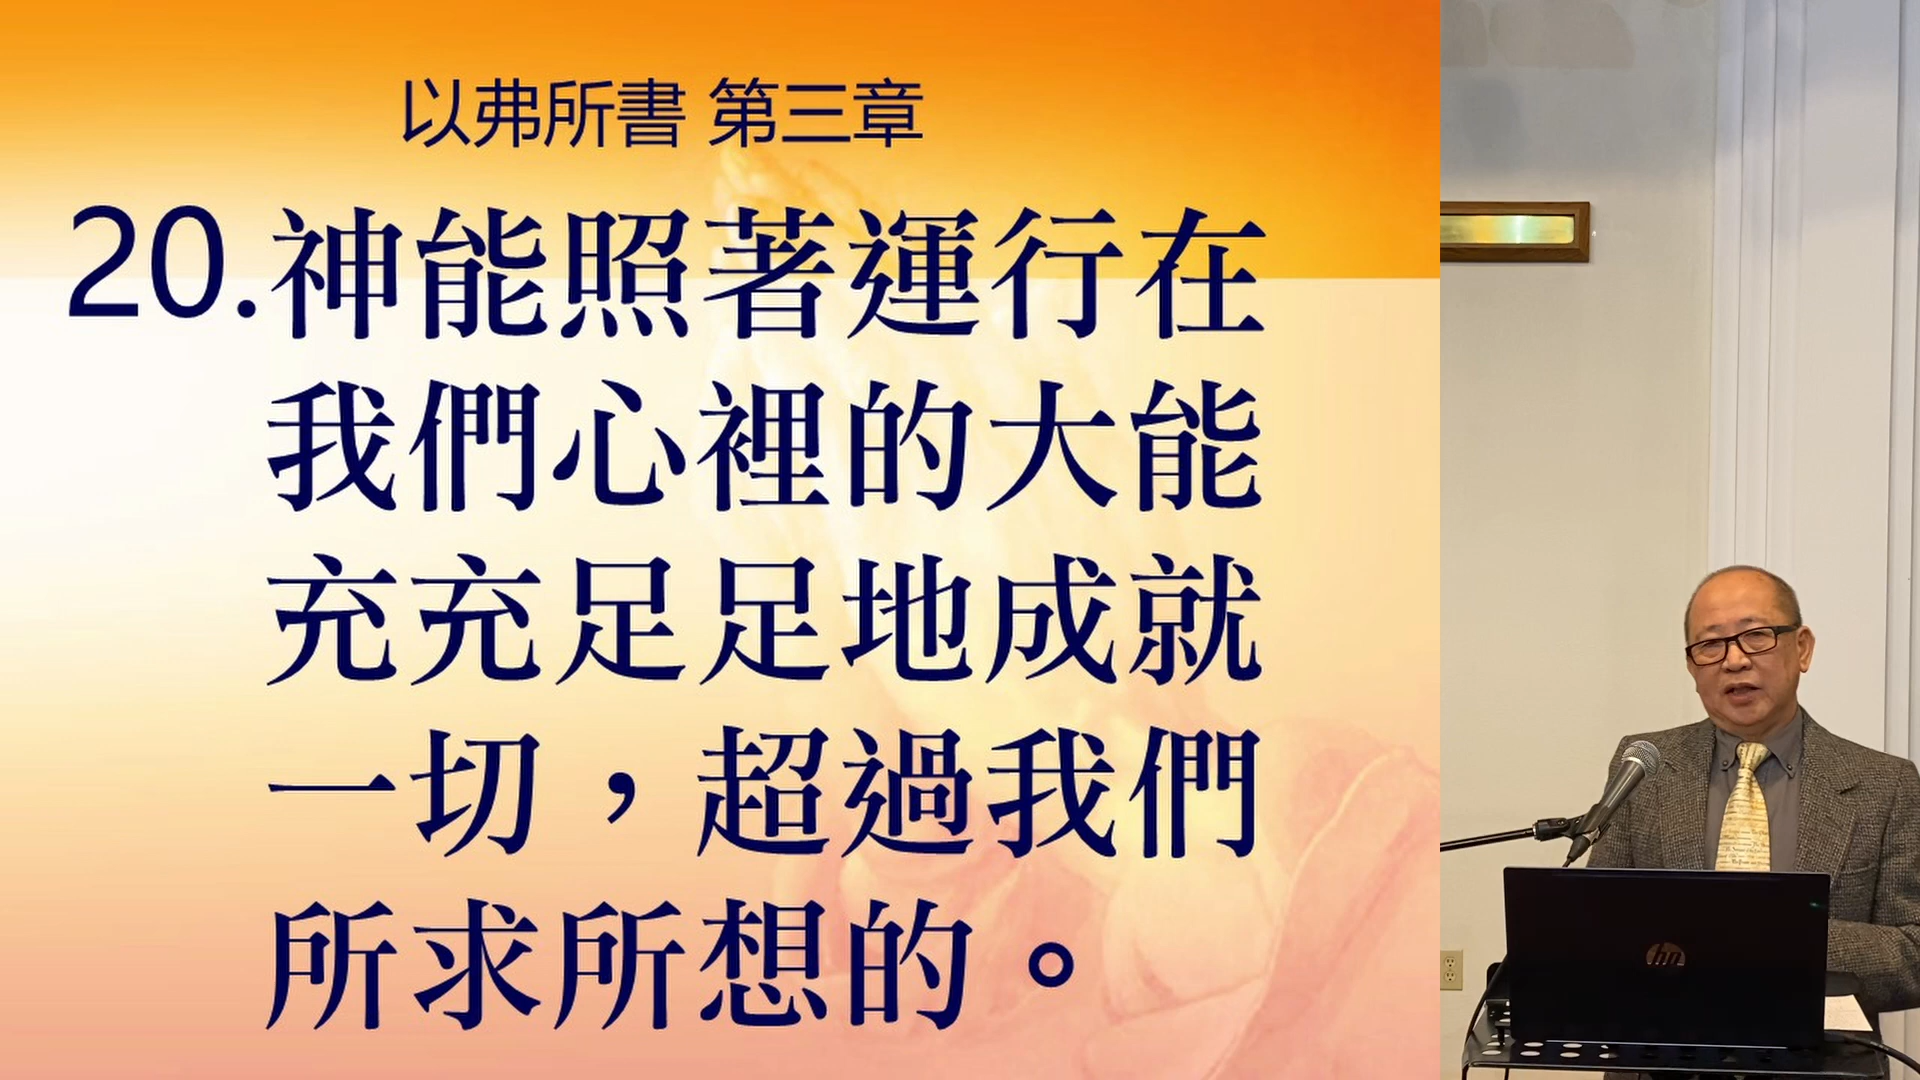 以弗所書 第三章
20.神能照著運行在
我們心裡的大能
充充足足地成就
一切，超過我們
所求所想的。
hp